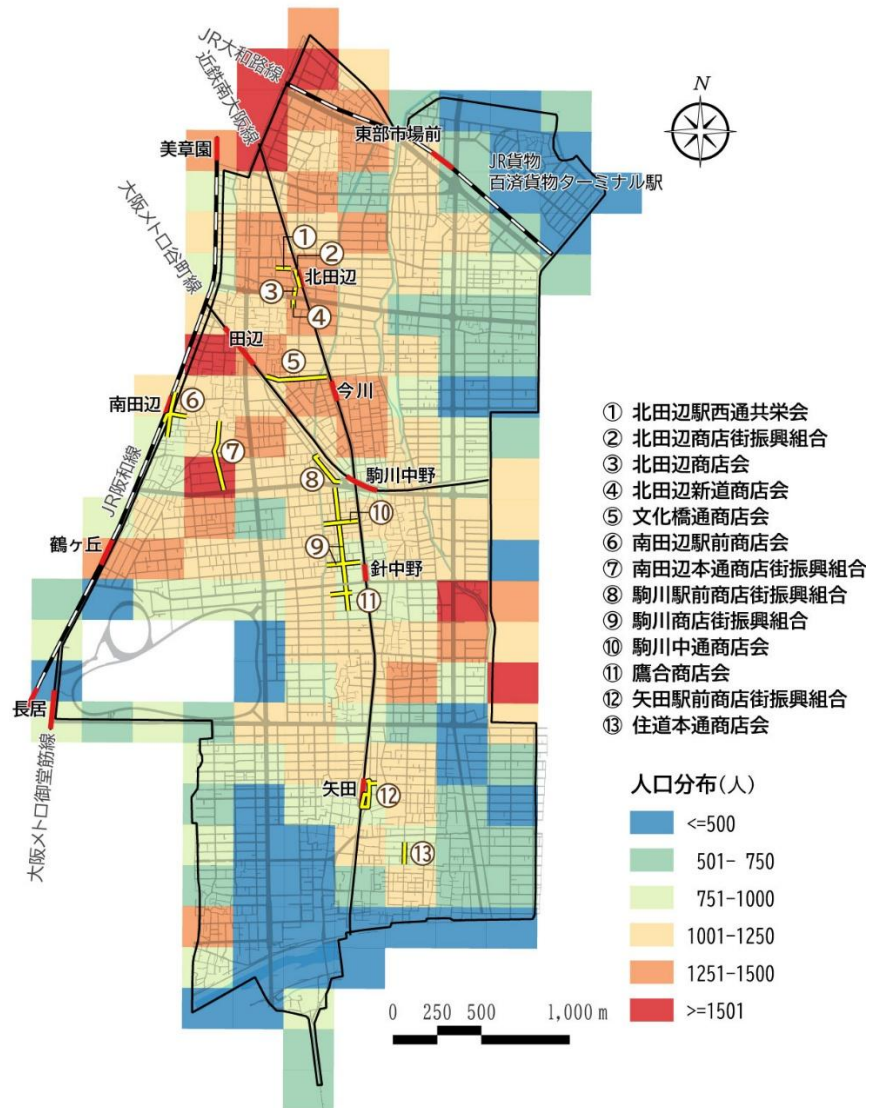 JR大和路線
近鉄南大阪線
N
東部市場前
美章園
JR貨物
百済貨物ターミナル駅
大阪メトロ谷町線
①
②
北田辺
③
④
田辺
⑤
今川
南田辺
⑥
⑦
JR阪和線
⑧
駒川中野
⑩
鶴ヶ丘
⑨
針中野
⑪
長居
大阪メトロ御堂筋線
矢田
⑫
⑬
① 北田辺駅西通共栄会
② 北田辺商店街振興組合
③ 北田辺商店会
④ 北田辺新道商店会
⑤ 文化橋通商店会
⑥ 南田辺駅前商店会
⑦ 南田辺本通商店街振興組合
⑧ 駒川駅前商店街振興組合
⑨ 駒川商店街振興組合
⑩ 駒川中通商店会
⑪ 鷹合商店会
⑫ 矢田駅前商店街振興組合
⑬ 住道本通商店会
人口分布(人)
<=500
501- 750
751-1000
1001-1250
1251-1500
>=1501
0 250 500 1,000 m